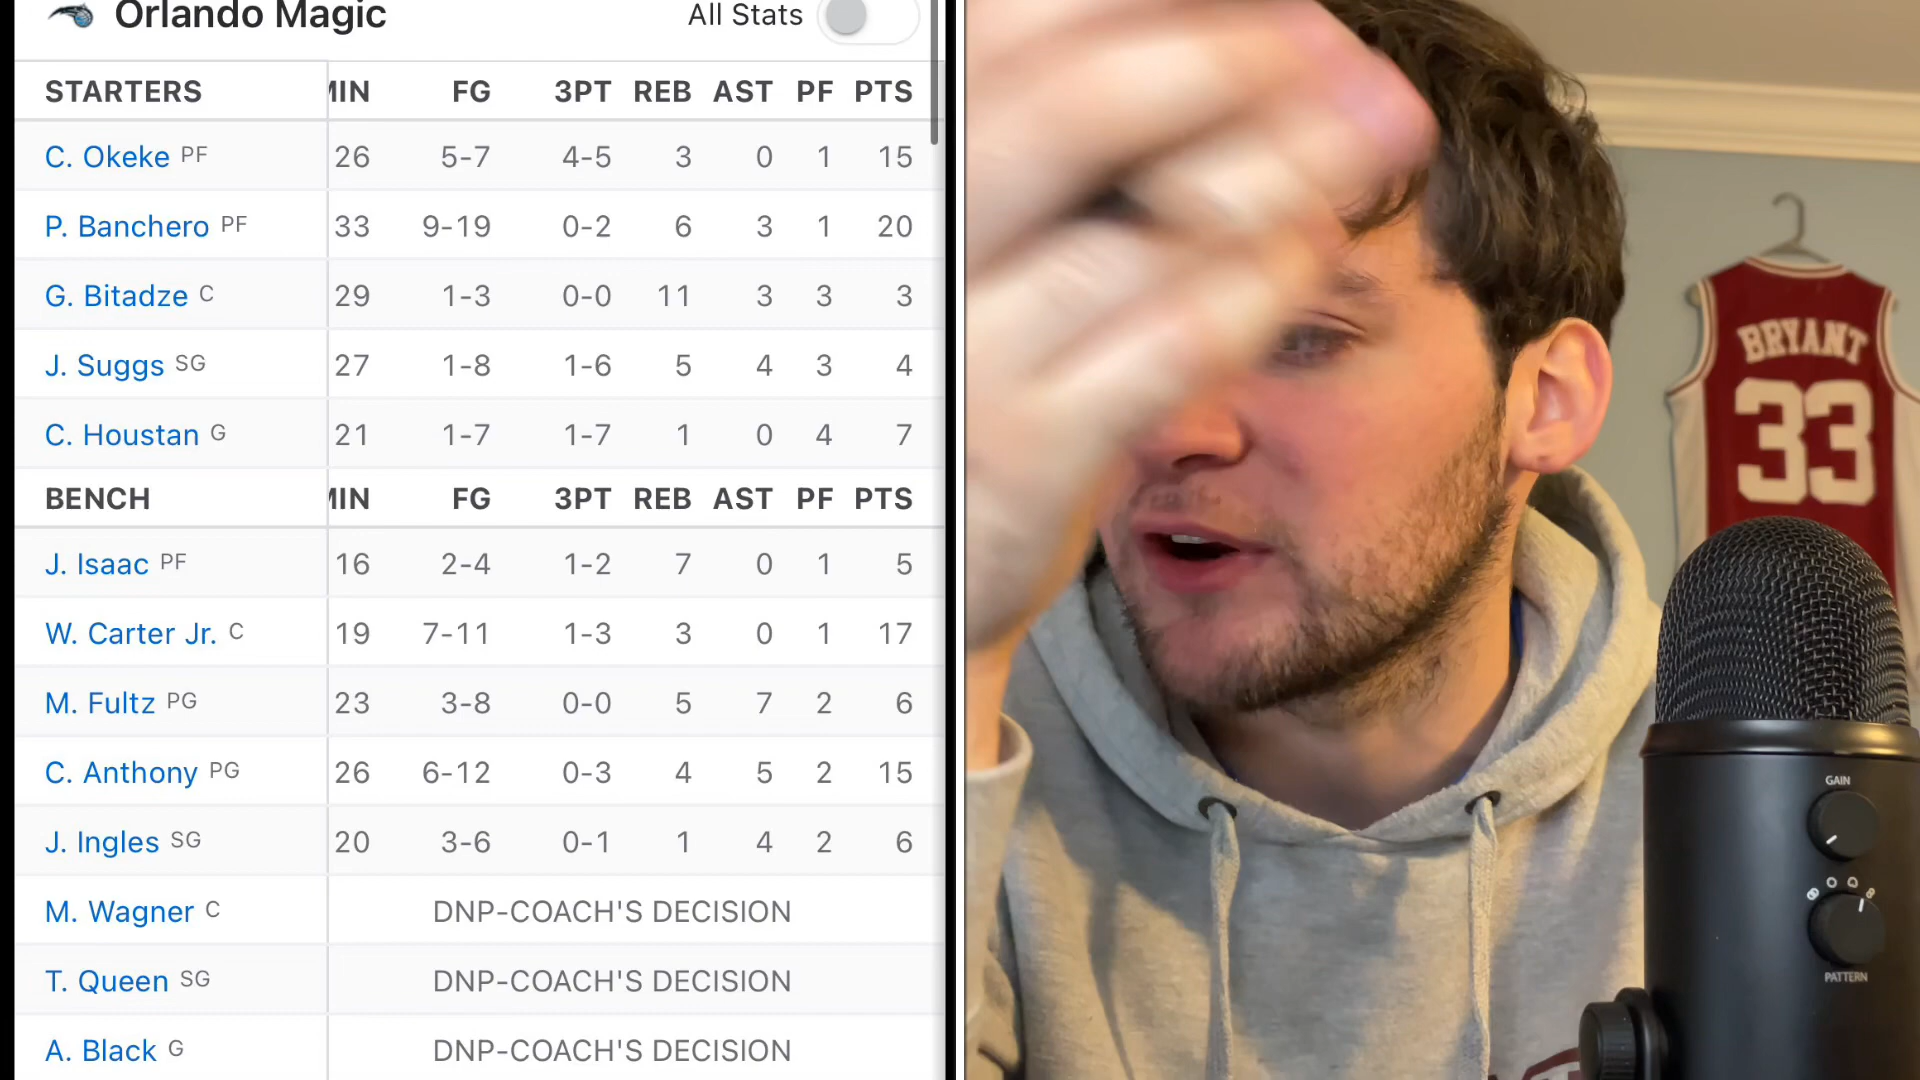 Orlando Magic All Stats
STARTERS MIN FG 3PT REB AST PF PTS
C. Okeke PF 26 5-7 4-5 3 0 1 15
P. Banchero PF 33 9-19 0-2 6 3 1 20
G. Bitadze C 29 1-3 0-0 11 3 3 3
J. Suggs SG 27 1-8 1-6 5 4 3 4
C. Houstan G 21 1-7 1-7 1 0 4 7
BENCH MIN FG 3PT REB AST PF PTS
J. Isaac PF 16 2-4 1-2 7 0 1 5
W. Carter Jr. C 19 7-11 1-3 3 0 1 17
M. Fultz PG 23 3-8 0-0 5 7 2 6
C. Anthony PG 26 6-12 0-3 4 5 2 15
J. Ingles SG 20 3-6 0-1 1 4 2 6
M. Wagner C DNP-COACH'S DECISION
T. Queen SG DNP-COACH'S DECISION
A. Black G DNP-COACH'S DECISION
BRYANT
33
GAIN
PATTERN